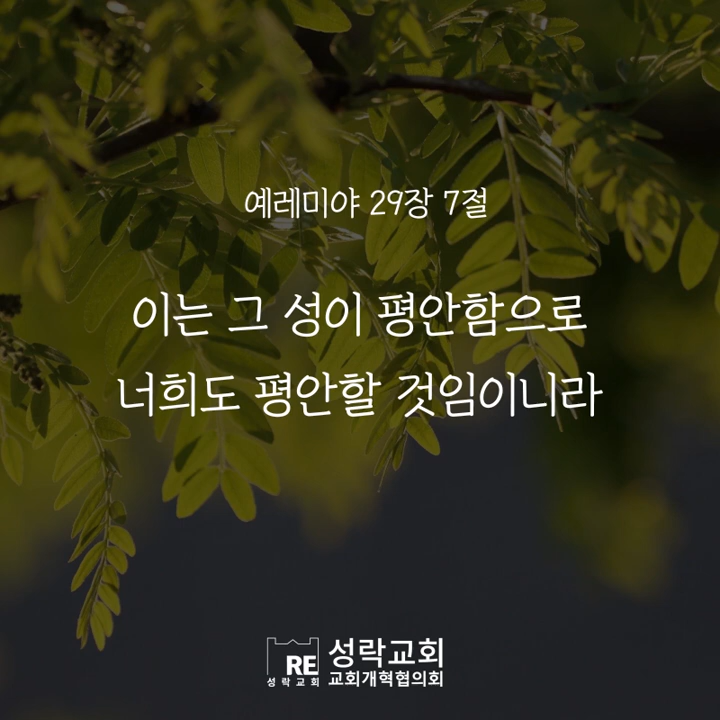 예레미야 29장 7절
이는 그 성이 평안함으로
너희도 평안할 것임이니라
RE
성락교회
성락교회
교회개혁협의회